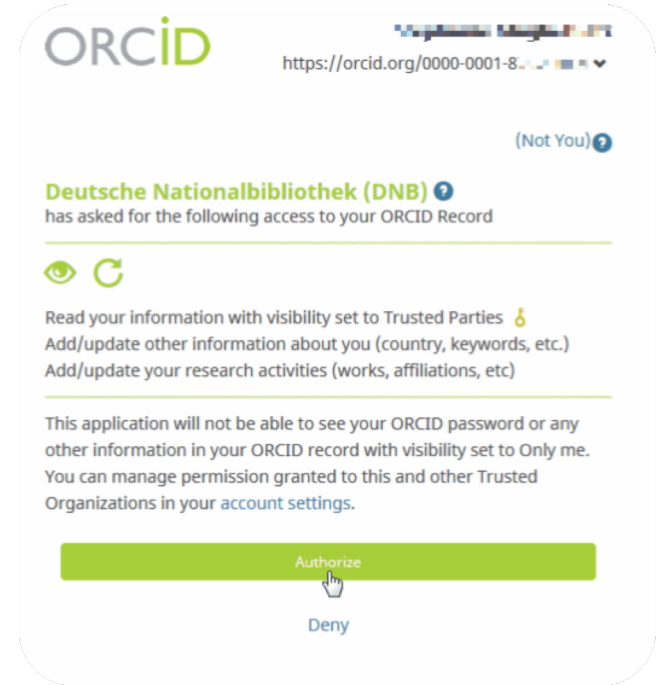 ORCID
https://orcid.org/0000-0001-8
(Not You)
Deutsche Nationalbibliothek (DNB)
has asked for the following access to your ORCID Record
Read your information with visibility set to Trusted Parties
Add/update other information about you (country, keywords, etc.)
Add/update your research activities (works, affiliations, etc)
This application will not be able to see your ORCID password or any
other information in your ORCID record with visibility set to Only me.
You can manage permission granted to this and other Trusted
Organizations in your account settings.
Authorize
Deny